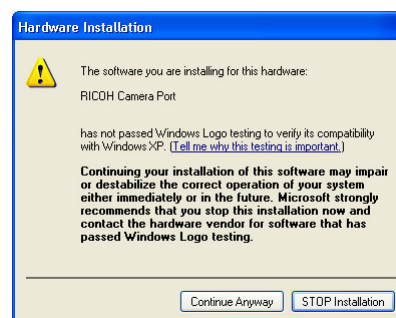 Hardware Installation
The software you are installing for this hardware:
RICOH Camera Port
has not passed Windows Logo testing to verify its compatibility
with Windows XP. (Tell me why this testing is important.)
Continuing your installation of this software may impair
or destabilize the correct operation of your system
either immediately or in the future. Microsoft strongly
recommends that you stop this installation now and
contact the hardware vendor for software that has
passed Windows Logo testing.
Continue Anyway
STOP Installation